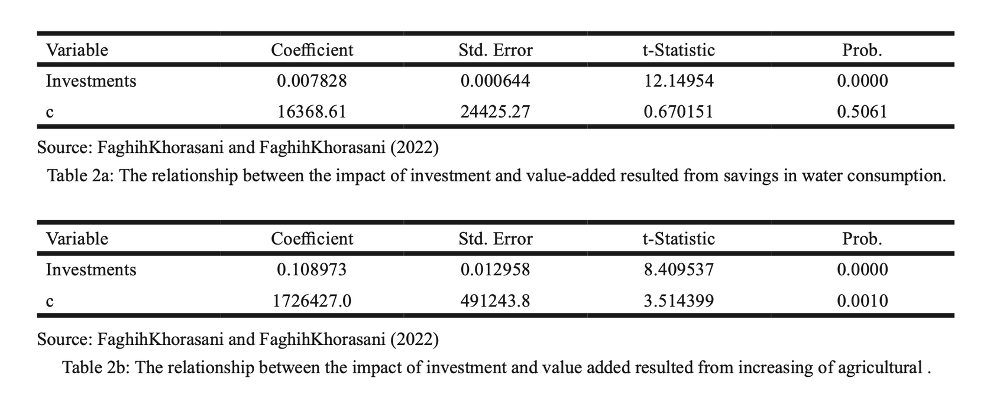 Variable Coefficient Std. Error t-Statistic Prob.
Investments 0.007828 0.000644 12.14954 0.0000
c 16368.61 24425.27 0.670151 0.5061
Source: FaghihKhorasani and FaghihKhorasani (2022)
Table 2a: The relationship between the impact of investment and value-added resulted from savings in water consumption.
Variable Coefficient Std. Error t-Statistic Prob.
Investments 0.108973 0.012958 8.409537 0.0000
c 1726427.0 491243.8 3.514399 0.0010
Source: FaghihKhorasani and FaghihKhorasani (2022)
Table 2b: The relationship between the impact of investment and value added resulted from increasing of agricultural .